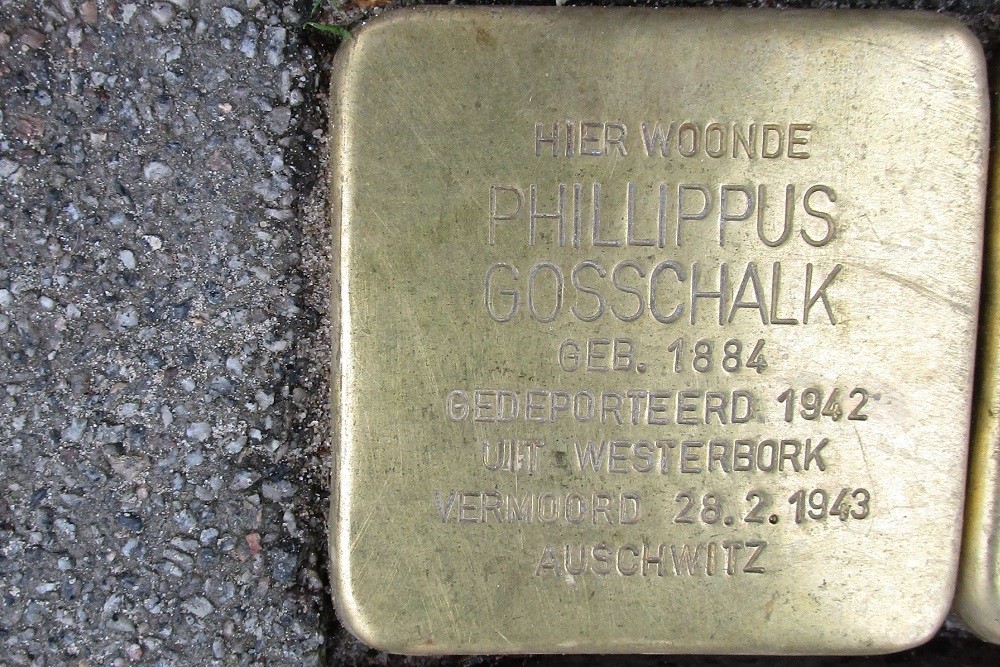 HIER WOONDE
PHILLIPPUS
GOSSCHALK
GEB. 1884
GEDEPORTEERD 1942
UIT WESTERBORK
VERMOORD 28.2.1943
AUSCHWITZ